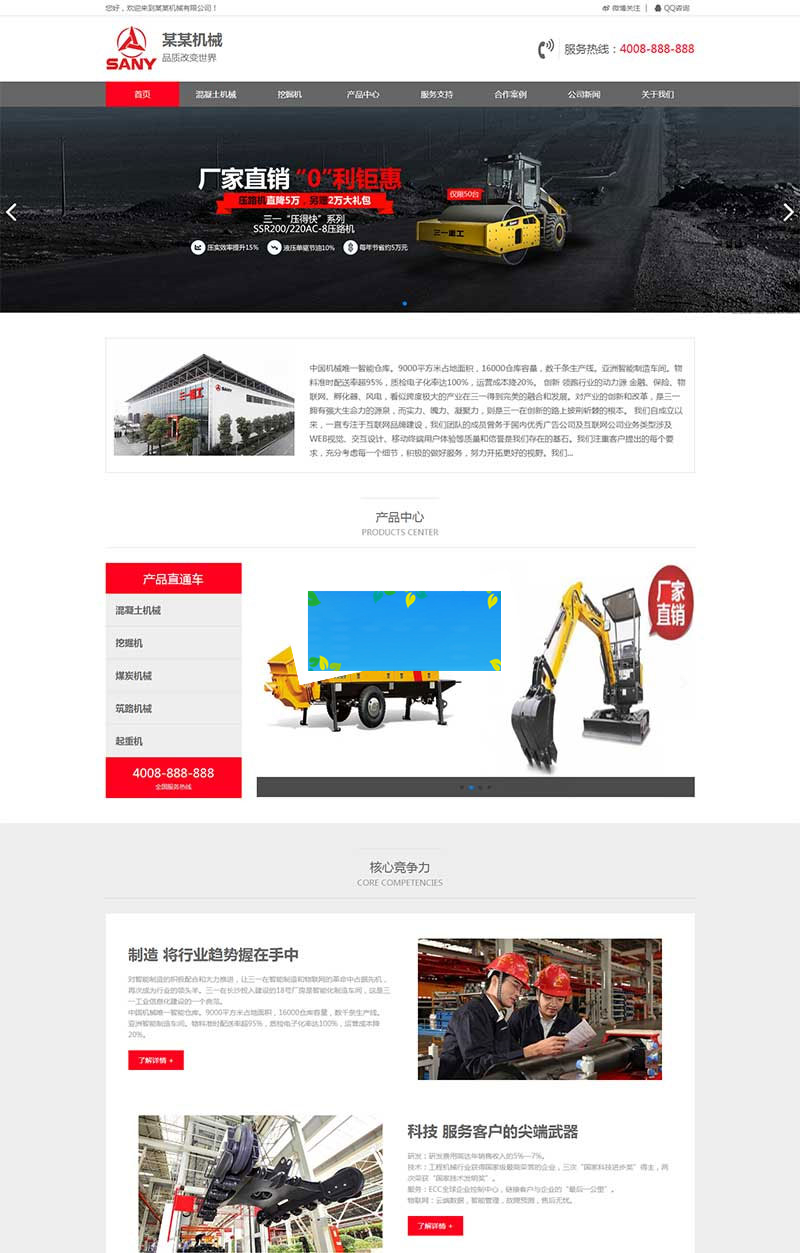 您好，欢迎来到某某机械有限公司！
微博关注 | QQ咨询
SANY
某某机械
品质改变世界
服务热线：4008-888-888
首页 混凝土机械 挖掘机 产品中心 服务支持 合作案例 公司新闻 关于我们
厂家直销 “0”利钜惠
压路机直降5万，另赠2万大礼包
仅限50台
三一“压得快”系列
SSR200/220AC-8压路机
压实效率提升15% 液压单驱节油10% 每年节省约5万元
三一重工
三一重工
SANY
中国机械唯一智能仓库。9000平方米占地面积，16000仓库容量，数千条生产线。亚洲智能制造车间。物
料准时配送率超95%，质检电子化率达100%，运营成本降20%。 创新 领跑行业的动力源 金融、保险、物
联网、孵化器、风电，看似跨度极大的产业在三一得到完美的融合和发展。对产业的创新和改革，是三一
拥有强大生命力的源泉，而实力、魄力、凝聚力，则是三一在创新的路上披荆斩棘的根本。 我们自成立以
来，一直专注于互联网品牌建设，我们团队的成员曾务于国内优秀广告公司及互联网公司业务类型涉及
WEB视觉、交互设计、移动终端用户体验等质量和信誉是我们存在的基石。我们注重客户提出的每个要
求，充分考虑每一个细节，积极的做好服务，努力开拓更好的视野。我们...
产品中心
PRODUCTS CENTER
产品直通车
混凝土机械
挖掘机
煤炭机械
筑路机械
起重机
4008-888-888
全国服务热线
厂家
直销
核心竞争力
CORE COMPETENCIES
制造 将行业趋势握在手中
对智能制造的积极配合和大力推进，让三一在智能制造和物联网的革命中占据先机，
再次成为行业的领头羊。三一在长沙投入建设的18号厂房是智能化制造车间，这是三
一工业信息化建设的一个典范。
中国机械唯一智能仓库。9000平方米占地面积，16000仓库容量，数千条生产线。
亚洲智能制造车间。物料准时配送率超95%，质检电子化率达100%，运营成本降
20%。
了解详情 +
科技 服务客户的尖端武器
研发：研发费用高达年销售收入的5%—7%。
技术：工程机械行业获得国家级最高荣誉的企业，三次“国家科技进步奖”得主，两
次荣获“国家技术发明奖”。
服务：ECC全球企业控制中心，链接客户与企业的“最后一公里”。
物联网：云端数据，智能管理，故障预测，售后无忧。
了解详情 +